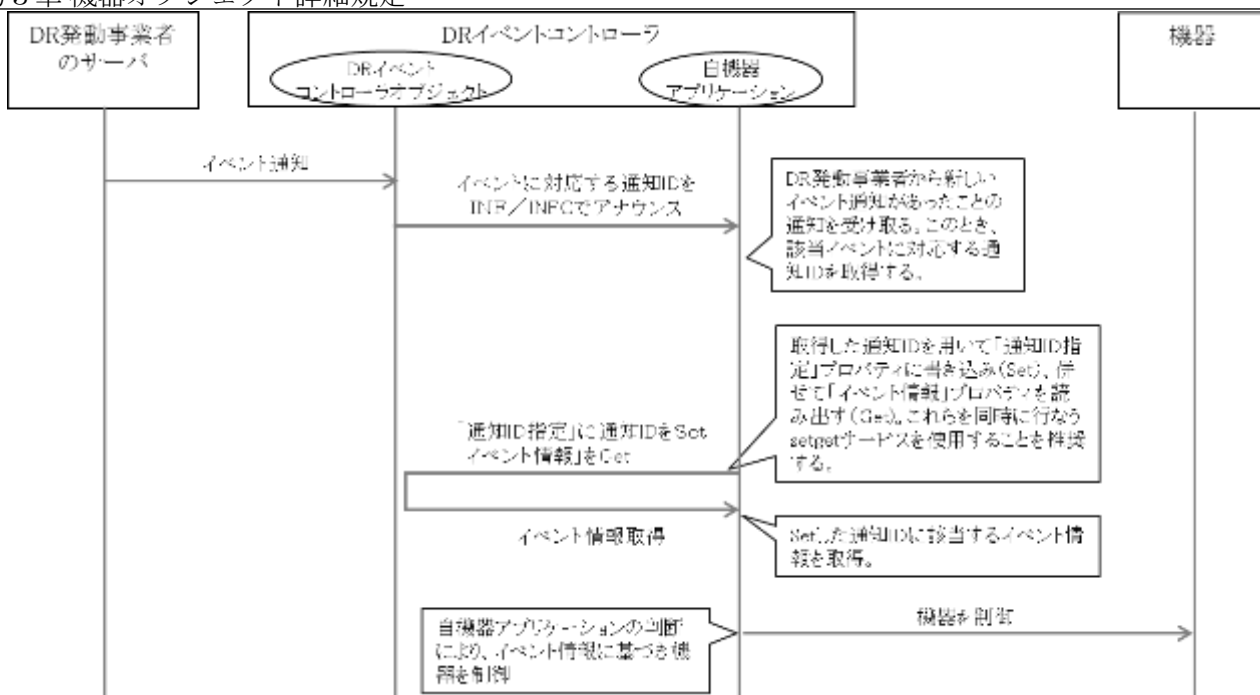 第3章 機器オブジェクト詳細規定
DR発動事業者
のサーバ
DRイベントコントローラ
DRイベント
コントローラオブジェクト
自機器
アプリケーション
機器
イベント通知
イベントに対応する通知IDを
INF/INFCでアナウンス
DR発動事業者から新しい
イベント通知があったことの
通知を受け取る。このとき、
該当イベントに対応する通
知IDを取得する。
取得した通知IDを用いて「通知ID指
定」プロパティに書き込み(Set)、併
せて「イベント情報」プロパティを読
み出す(Get)。これらを同時に行なう
setgetサービスを使用することを推奨
する。
「通知ID指定」に通知IDをSet
イベント情報」をGet
イベント情報取得
Setした通知IDに該当するイベント情
報を取得。
自機器アプリケーションの判断
により、イベント情報に基づき機
器を制御
機器を制御